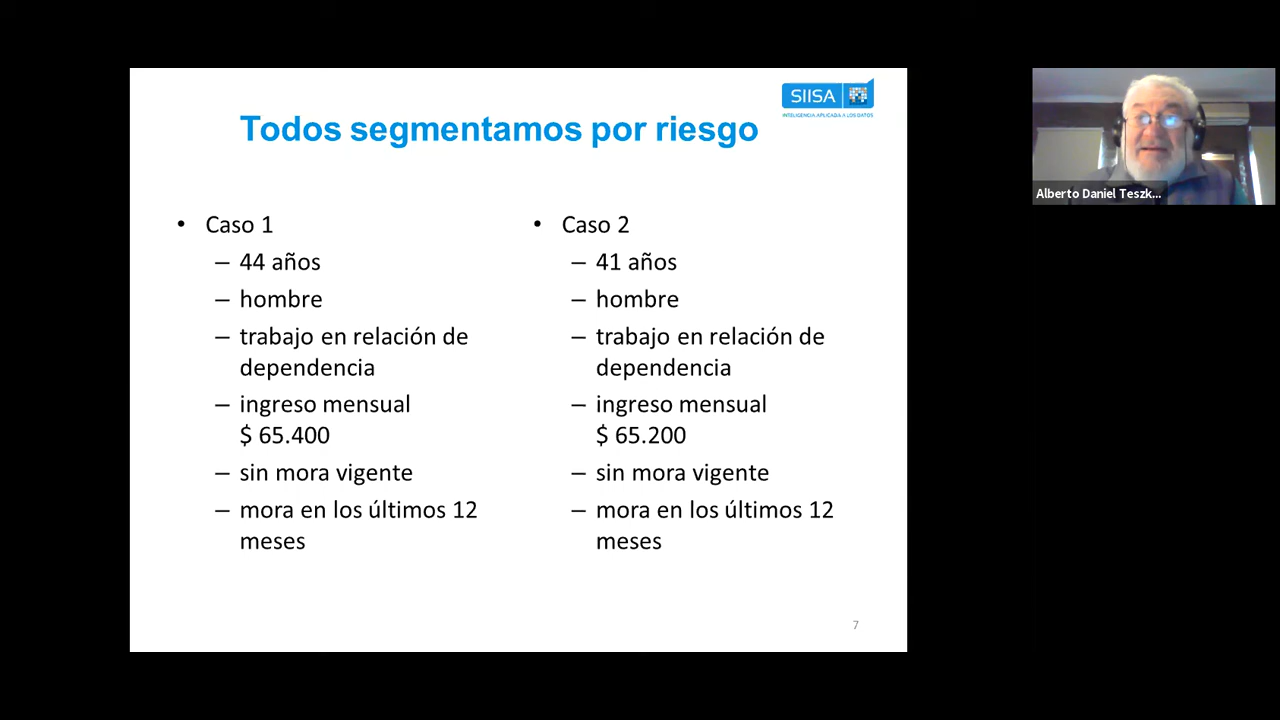 SIISA
INTELIGENCIA APLICADA A LOS DATOS
Todos segmentamos por riesgo
• Caso 1
– 44 años
– hombre
– trabajo en relación de
dependencia
– ingreso mensual
$ 65.400
– sin mora vigente
– mora en los últimos 12
meses
• Caso 2
– 41 años
– hombre
– trabajo en relación de
dependencia
– ingreso mensual
$ 65.200
– sin mora vigente
– mora en los últimos 12
meses
7
Alberto Daniel Teszk...